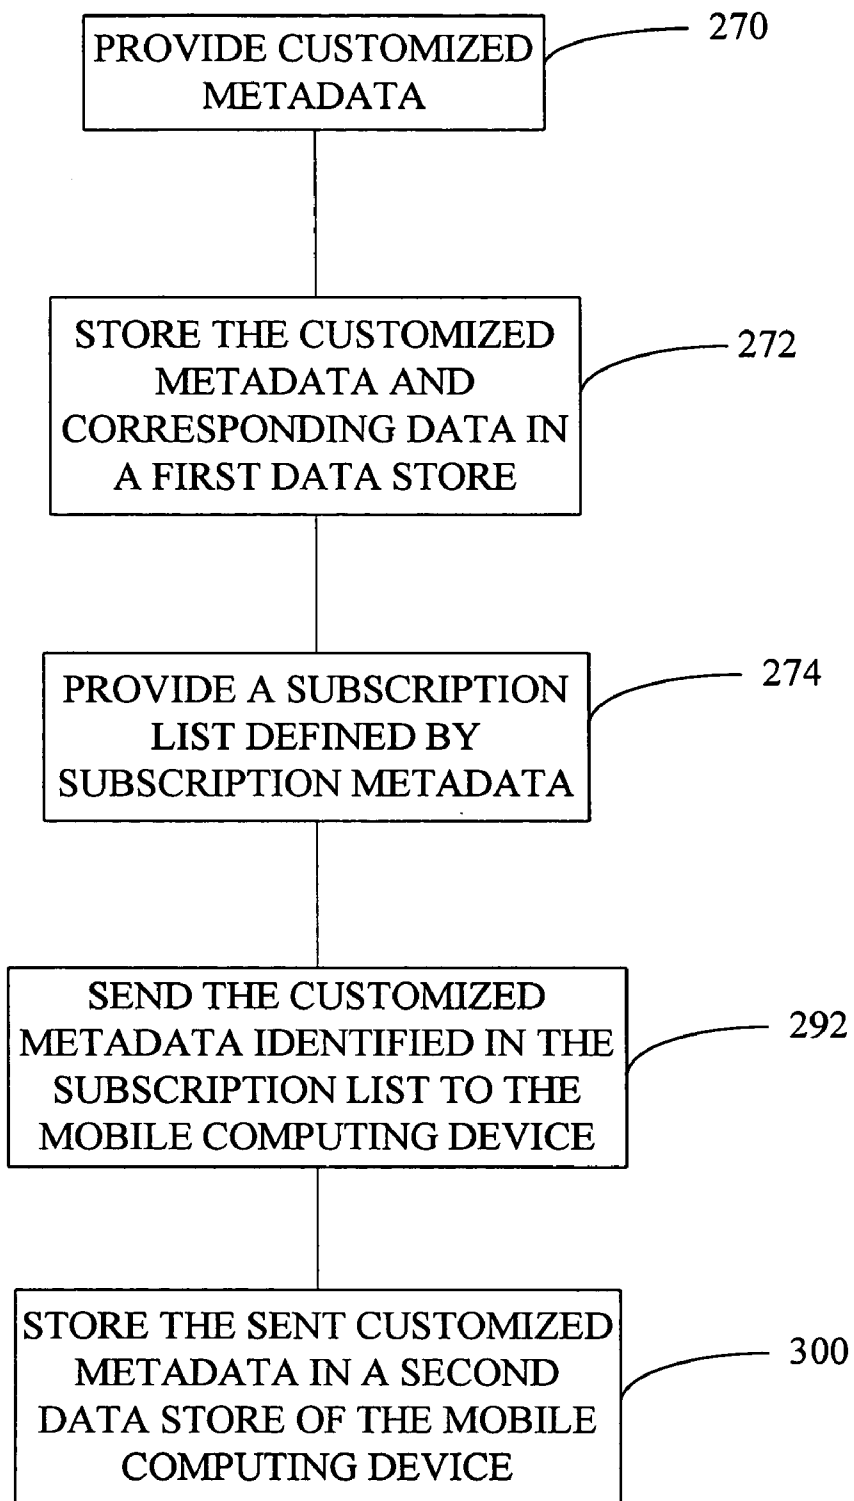 PROVIDE CUSTOMIZED
METADATA
270
STORE THE CUSTOMIZED
METADATA AND
CORRESPONDING DATA IN
A FIRST DATA STORE
272
PROVIDE A SUBSCRIPTION
LIST DEFINED BY
SUBSCRIPTION METADATA
274
SEND THE CUSTOMIZED
METADATA IDENTIFIED IN THE
SUBSCRIPTION LIST TO THE
MOBILE COMPUTING DEVICE
292
STORE THE SENT CUSTOMIZED
METADATA IN A SECOND
DATA STORE OF THE MOBILE
COMPUTING DEVICE
300